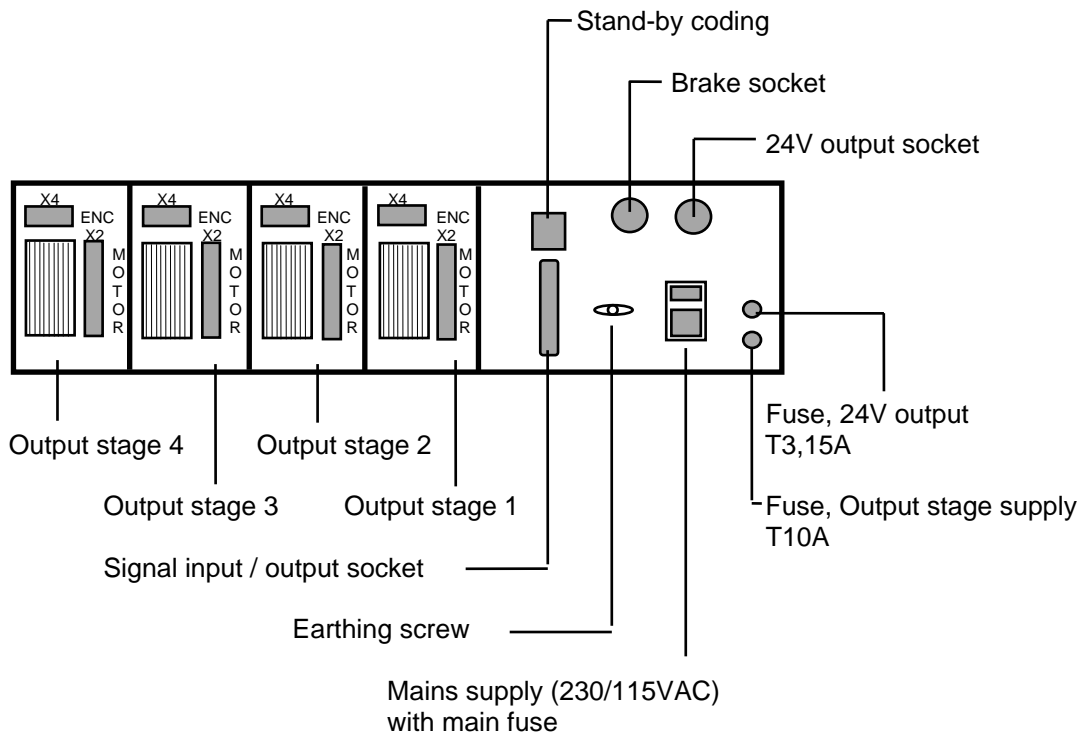 Stand-by coding
Brake socket
24V output socket
X4
ENC
X2
MOTOR
X4
ENC
X2
MOTOR
X4
ENC
X2
MOTOR
X4
ENC
X2
MOTOR
Output stage 4
Output stage 2
Output stage 3
Output stage 1
Fuse, 24V output
T3,15A
Fuse, Output stage supply
T10A
Signal input / output socket
Earthing screw
Mains supply (230/115VAC)
with main fuse